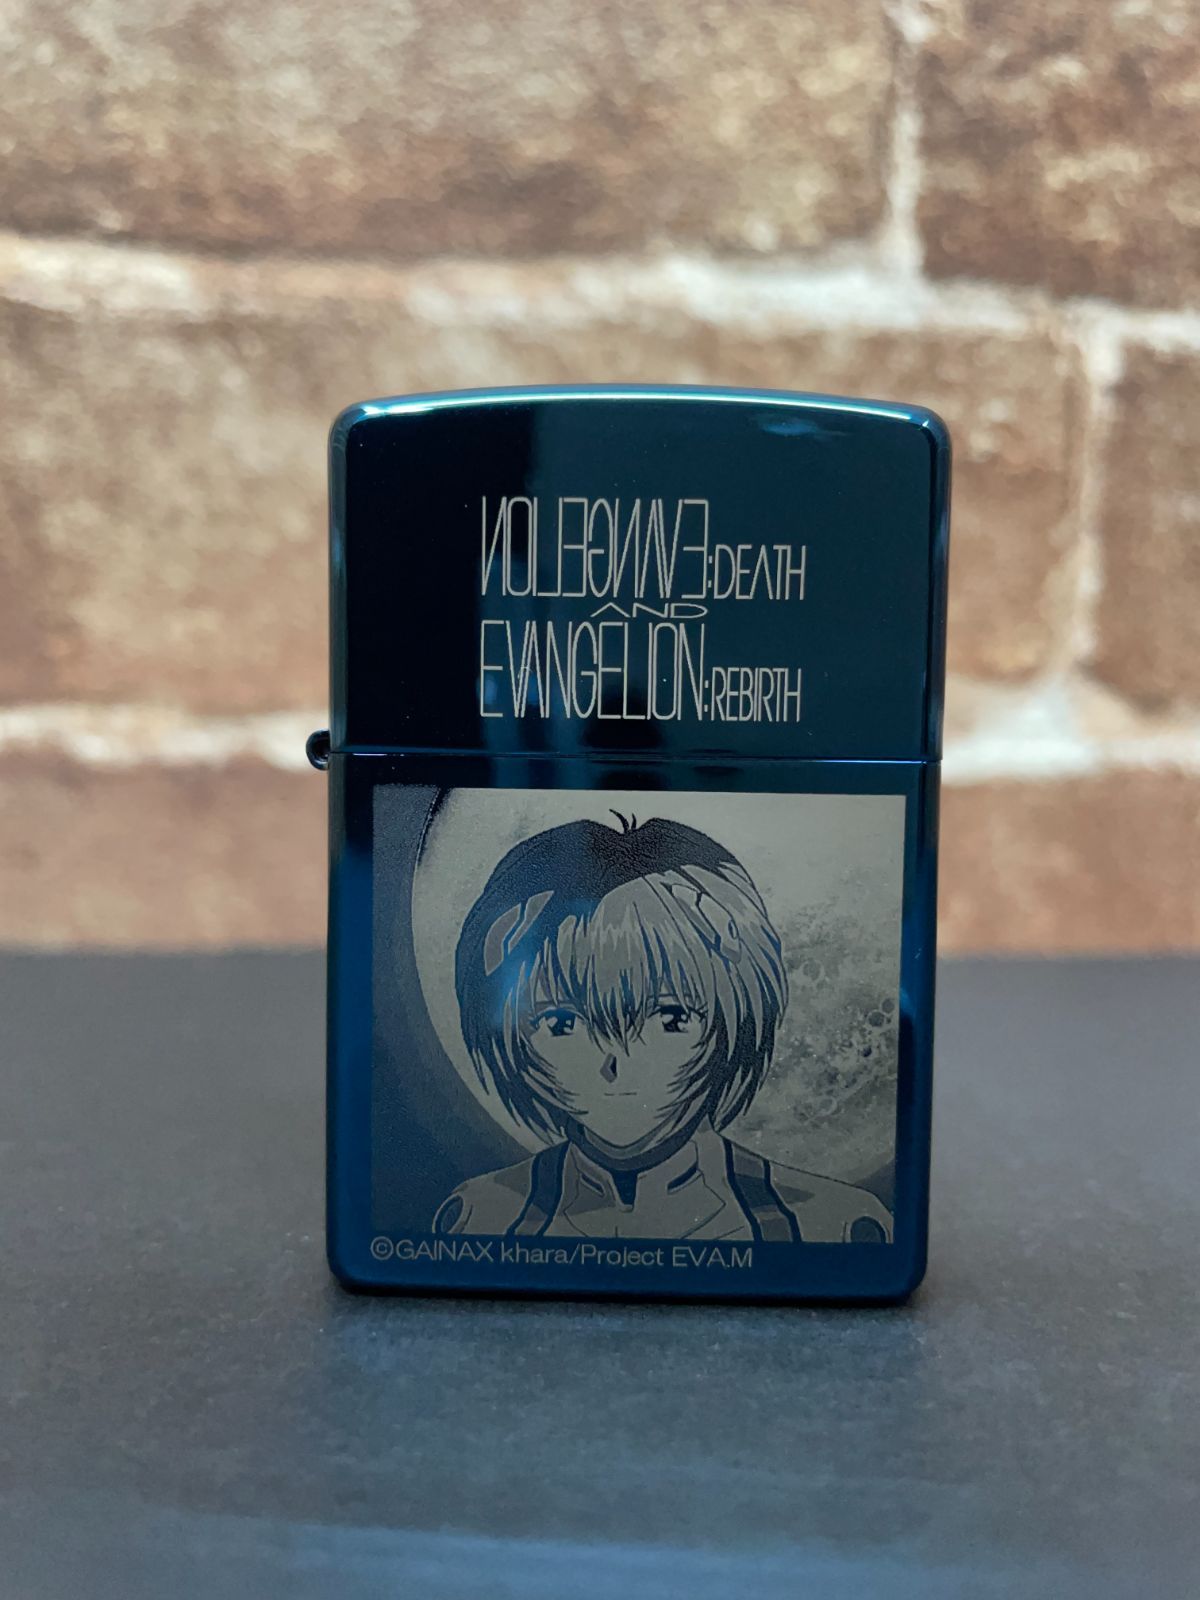 EVANGELION:DEATH
AND
EVANGELION:REBIRTH
©GAINAX khara/Project EVA.M